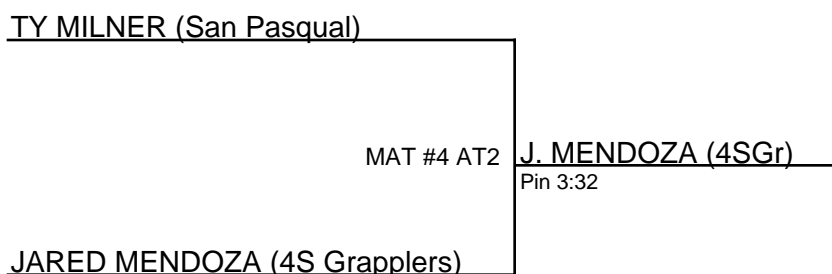 TY MILNER (San Pasqual)
MAT #4 AT2
J. MENDOZA (4SGr)
Pin 3:32
JARED MENDOZA (4S Grapplers)